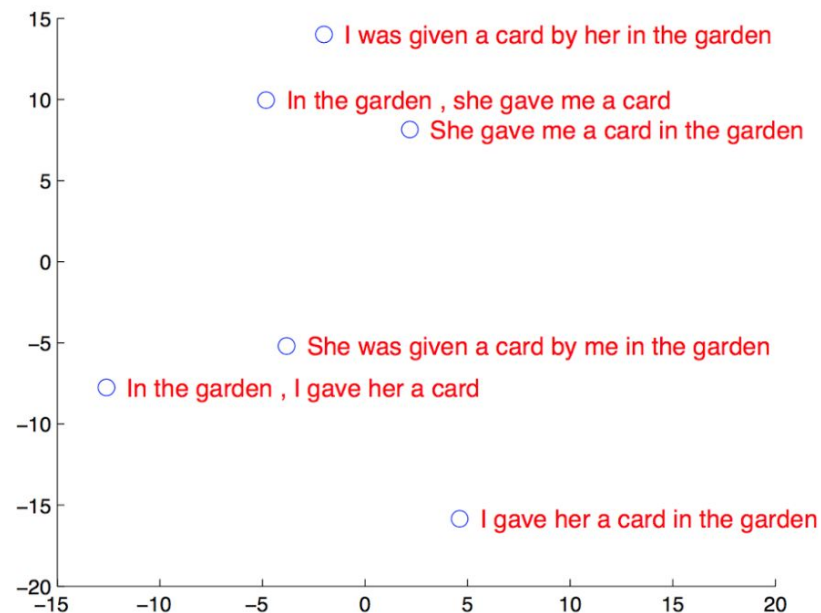 15
I was given a card by her in the garden
10
In the garden , she gave me a card
She gave me a card in the garden
5
0
−5
She was given a card by me in the garden
In the garden , I gave her a card
−10
−15
I gave her a card in the garden
−20
−15 −10 −5 0 5 10 15 20